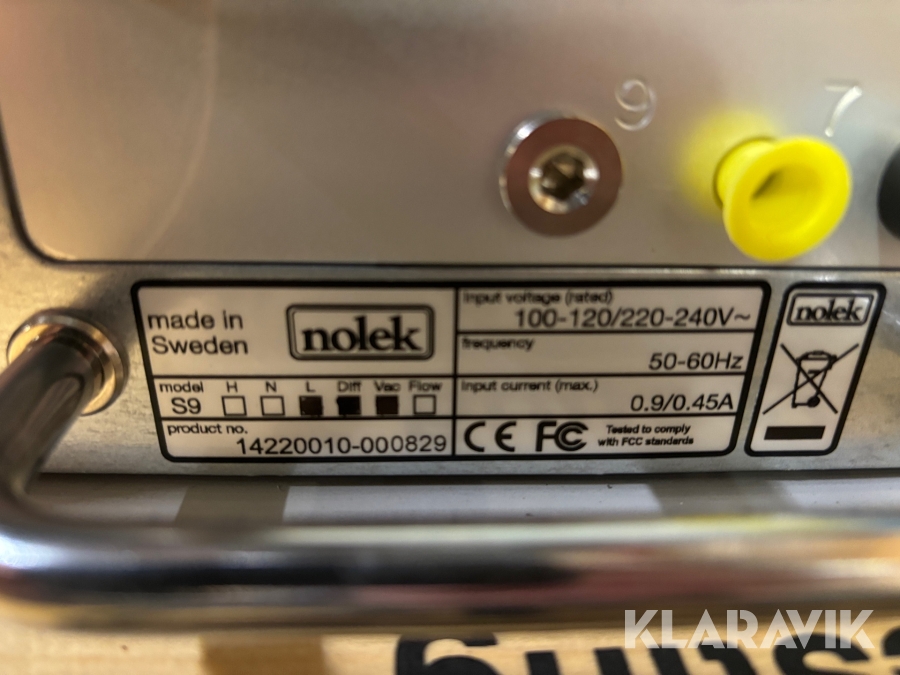 9
7
made in
Sweden
nolek
model H N L Diff Vac Flow
S9
product no.
14220010-000829
Input voltage (rated)
100-120/220-240V~
frequency
50-60Hz
Input current (max.)
0.9/0.45A
CE FC Tested to comply
with FCC standards
nolek
KLARAVIK